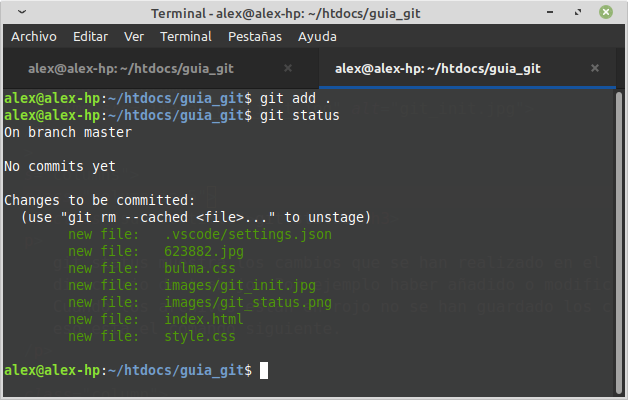 Terminal - alex@alex-hp: ~/htdocs/guia_git
Archivo Editar Ver Terminal Pestañas Ayuda
alex@alex-hp: ~/htdocs/guia_git × alex@alex-hp: ~/htdocs/guia_git ×
alex@alex-hp:~/htdocs/guia_git$ git add .
alex@alex-hp:~/htdocs/guia_git$ git status
On branch master
No commits yet
Changes to be committed:
(use "git rm --cached <file>..." to unstage)
new file: .vscode/settings.json
new file: 623882.jpg
new file: bulma.css
new file: images/git_init.jpg
new file: images/git_status.png
new file: index.html
new file: style.css
alex@alex-hp:~/htdocs/guia_git$